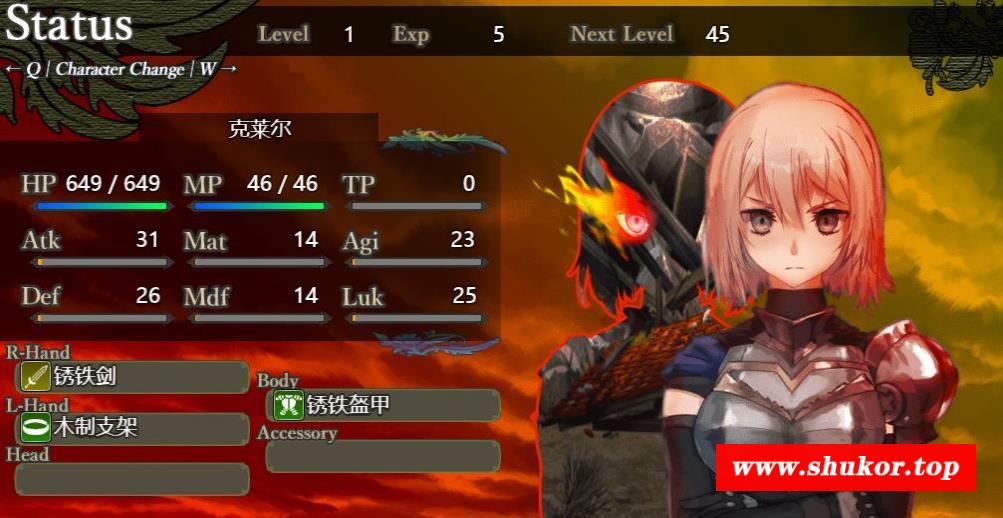 Status
Level 1 Exp 5 Next Level 45
← Q | Character Change | W →
克莱尔
HP 649 / 649 MP 46 / 46 TP 0
Atk 31 Mat 14 Agi 23
Def 26 Mdf 14 Luk 25
R-Hand
锈铁剑
Body
L-Hand
锈铁盔甲
木制支架
Accessory
Head
www.shukor.top